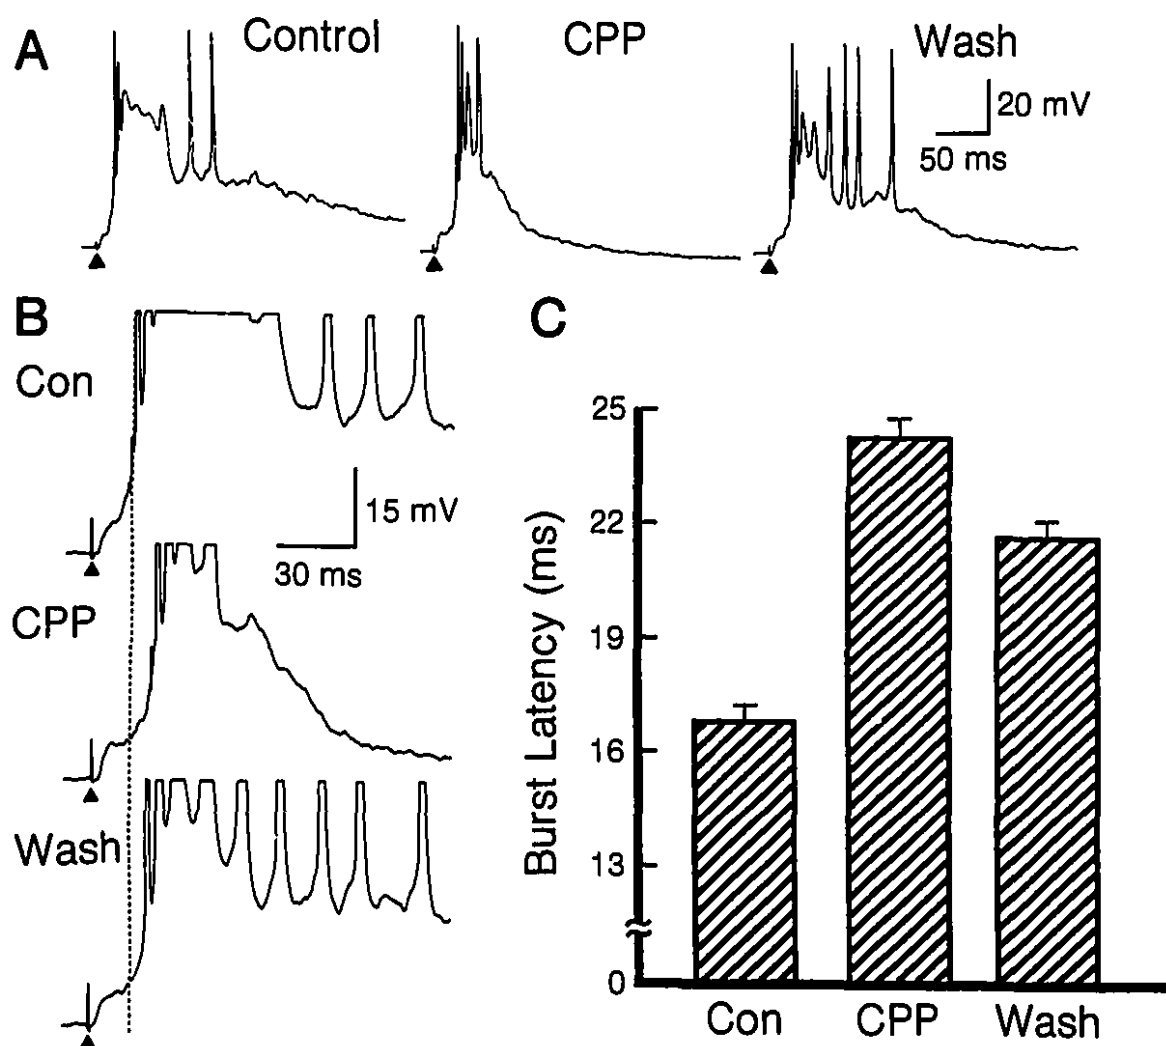 A
Control
CPP
Wash
20 mV
50 ms
B
Con
15 mV
30 ms
CPP
Wash
C
Burst Latency (ms)
25
22
19
16
13
0
Con
CPP
Wash